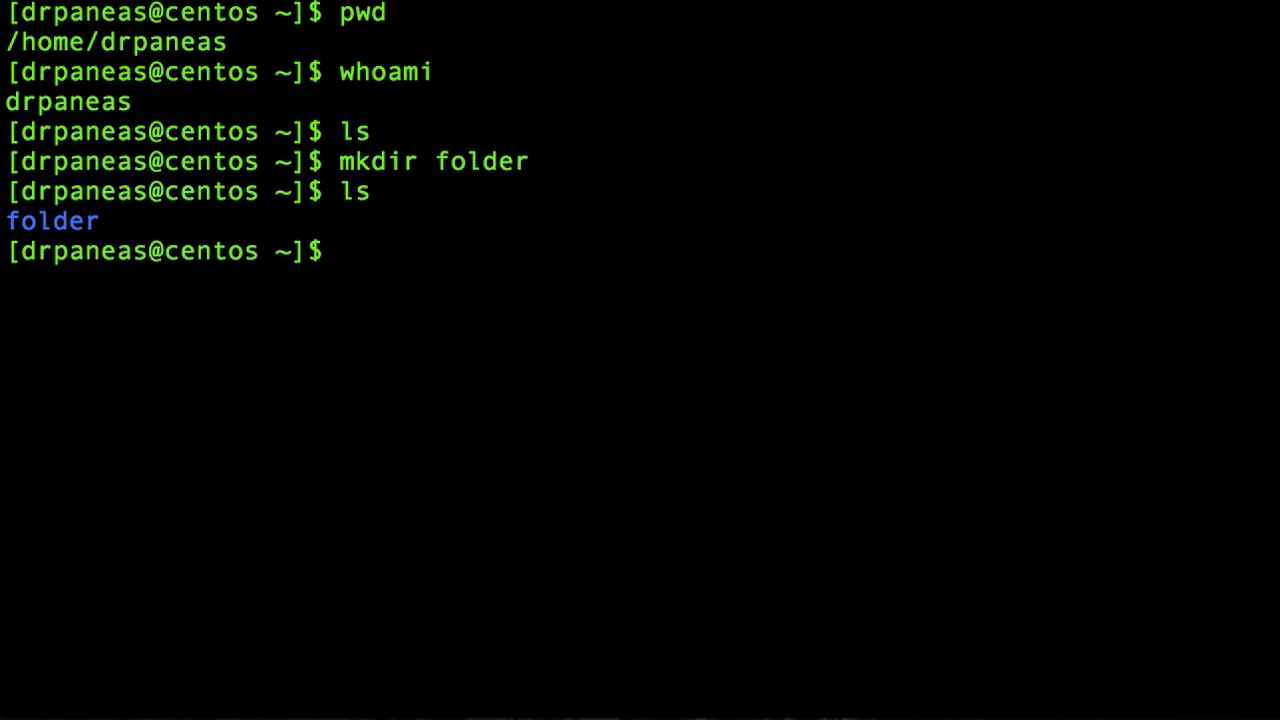 [drpaneas@centos ~]$ pwd
/home/drpaneas
[drpaneas@centos ~]$ whoami
drpaneas
[drpaneas@centos ~]$ ls
[drpaneas@centos ~]$ mkdir folder
[drpaneas@centos ~]$ ls
folder
[drpaneas@centos ~]$